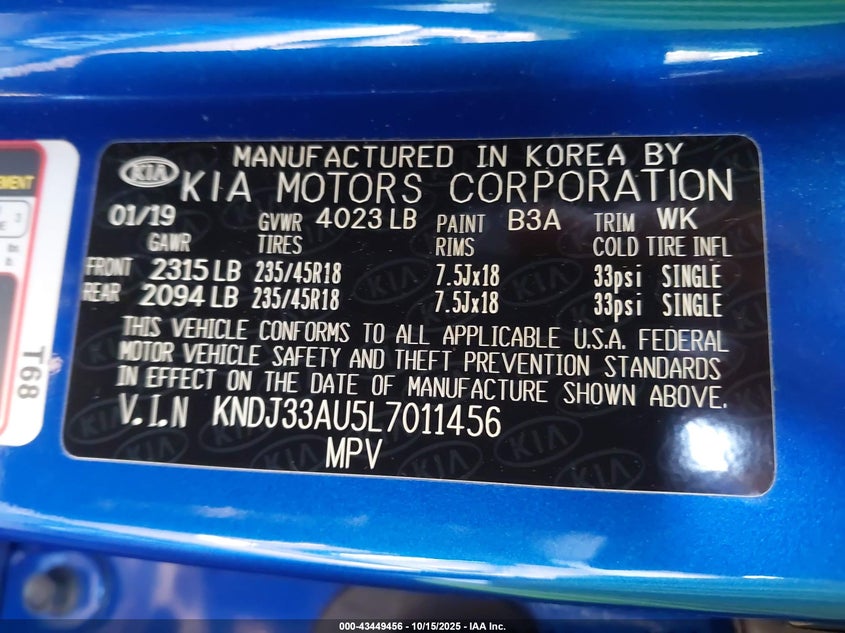 MANUFACTURED IN KOREA BY
KIA KIA MOTORS CORPORATION
01/19 GVWR 4023 LB PAINT B3A TRIM WK
GAWR TIRES RIMS COLD TIRE INFL
FRONT 2315 LB 235/45R18 7.5Jx18 33psi SINGLE
REAR 2094 LB 235/45R18 7.5Jx18 33psi SINGLE
THIS VEHICLE CONFORMS TO ALL APPLICABLE U.S.A. FEDERAL
MOTOR VEHICLE SAFETY AND THEFT PREVENTION STANDARDS
IN EFFECT ON THE DATE OF MANUFACTURE SHOWN ABOVE.
V.I.N KNDJ33AU5L7011456
MPV
T68
000-43449456 - 10/15/2025 - IAA Inc.